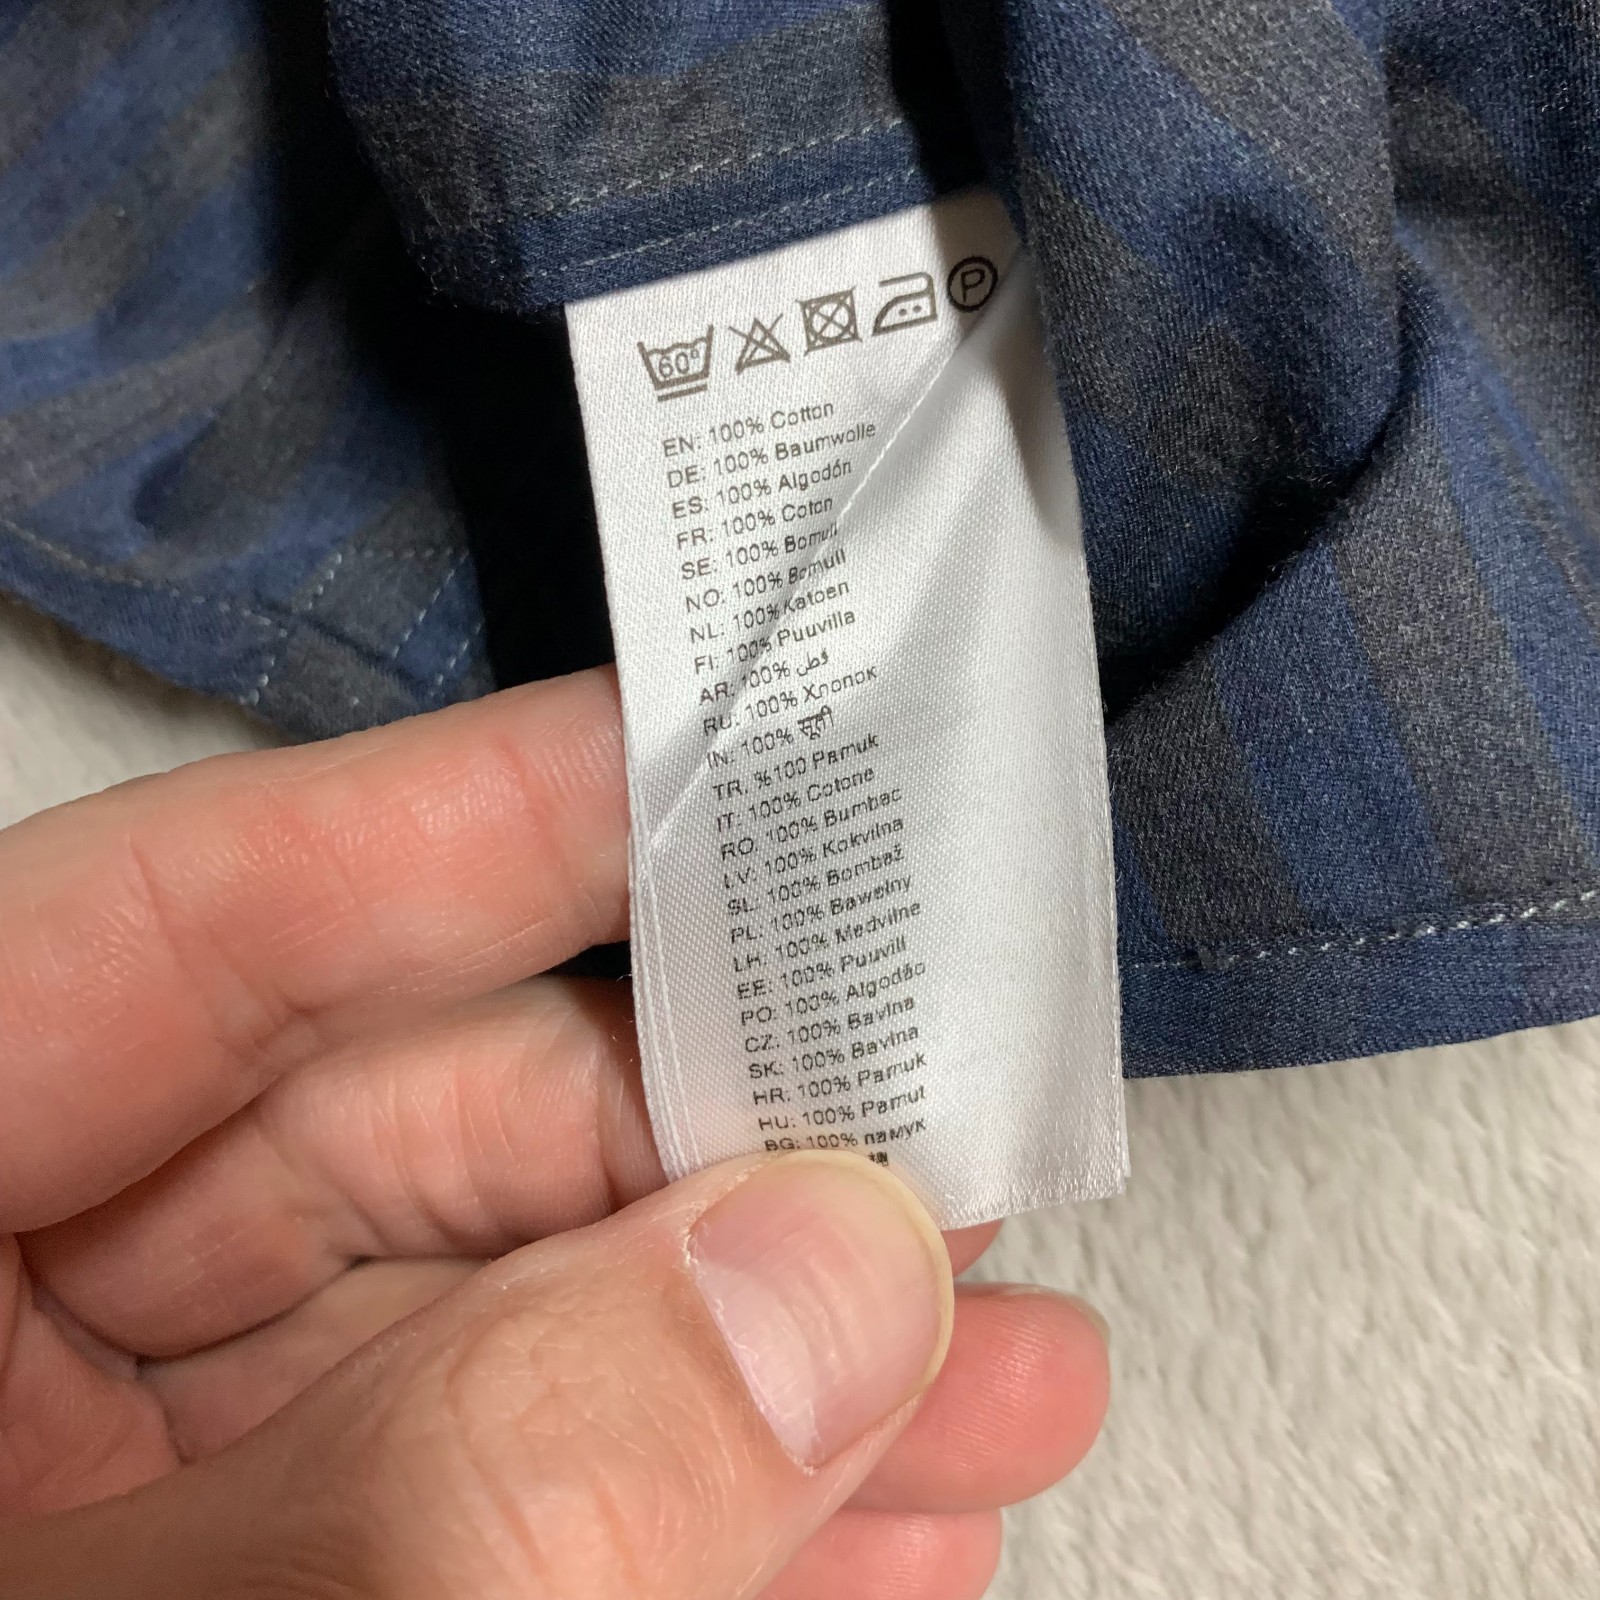 60°
P
EN: 100% Cotton
DE: 100% Baumwolle
ES: 100% Algodón
FR: 100% Coton
SE: 100% Bomull
NO: 100% Bomull
NL: 100% Katoen
FI: 100% Puuvilla
AR: 100% قطن
RU: 100% Хлопок
IN: 100% सूती
TR: %100 Pamuk
IT: 100% Cotone
RO: 100% Bumbac
LV: 100% Kokvilna
SL: 100% Bombaž
PL: 100% Bawełny
LH: 100% Medvilne
EE: 100% Puuvill
PO: 100% Algodão
CZ: 100% Bavlna
SK: 100% Bavlna
HR: 100% Pamuk
HU: 100% Pamut
BG: 100% памук